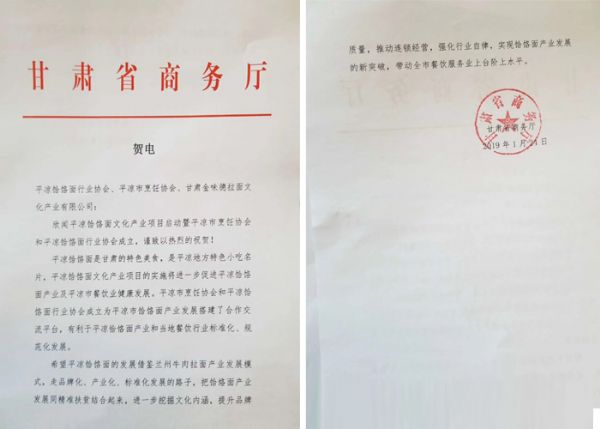 甘肃省商务厅
贺电
平凉饸饹面行业协会、平凉市烹饪协会、甘肃金味德拉面文
化产业有限公司:
欣闻平凉饸饹面文化产业项目启动暨平凉市烹饪协会
和平凉饸饹面行业协会成立,谨致以热烈的祝贺!
平凉饸饹面是甘肃的特色美食,是平凉地方特色小吃名
片。平凉饸饹面文化产业项目的实施将进一步促进平凉饸饹
面产业及平凉市餐饮业健康发展。平凉市烹饪协会和平凉饸
饹面行业协会成立为平凉市饸饹面产业发展搭建了合作交
流平台,有利于平凉饸饹面产业和当地餐饮行业标准化、规
范化发展。
希望平凉饸饹面的发展借鉴兰州牛肉拉面产业发展模
式,走品牌化、产业化、标准化发展的路子,把饸饹面产业
发展同精准扶贫结合起来,进一步挖掘文化内涵,提升品牌
质量,推动连锁经营,强化行业自律,实现饸饹面产业发展
的新突破,带动全市餐饮服务业上台阶上水平。
甘肃省商务厅
甘肃省商务厅
2019年1月21日